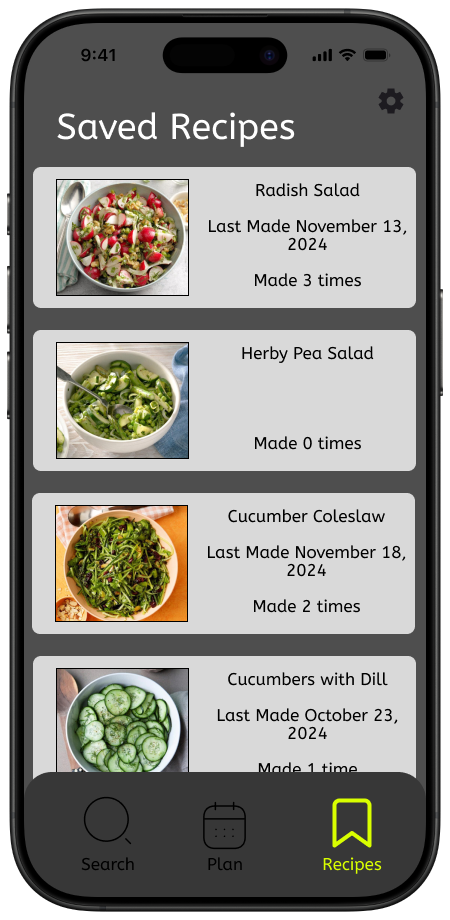 9:41
Saved Recipes
Radish Salad
Last Made November 13,
2024
Made 3 times
Herby Pea Salad
Made 0 times
Cucumber Coleslaw
Last Made November 18,
2024
Made 2 times
Cucumbers with Dill
Last Made October 23,
2024
Made 1 time
Search
Plan
Recipes